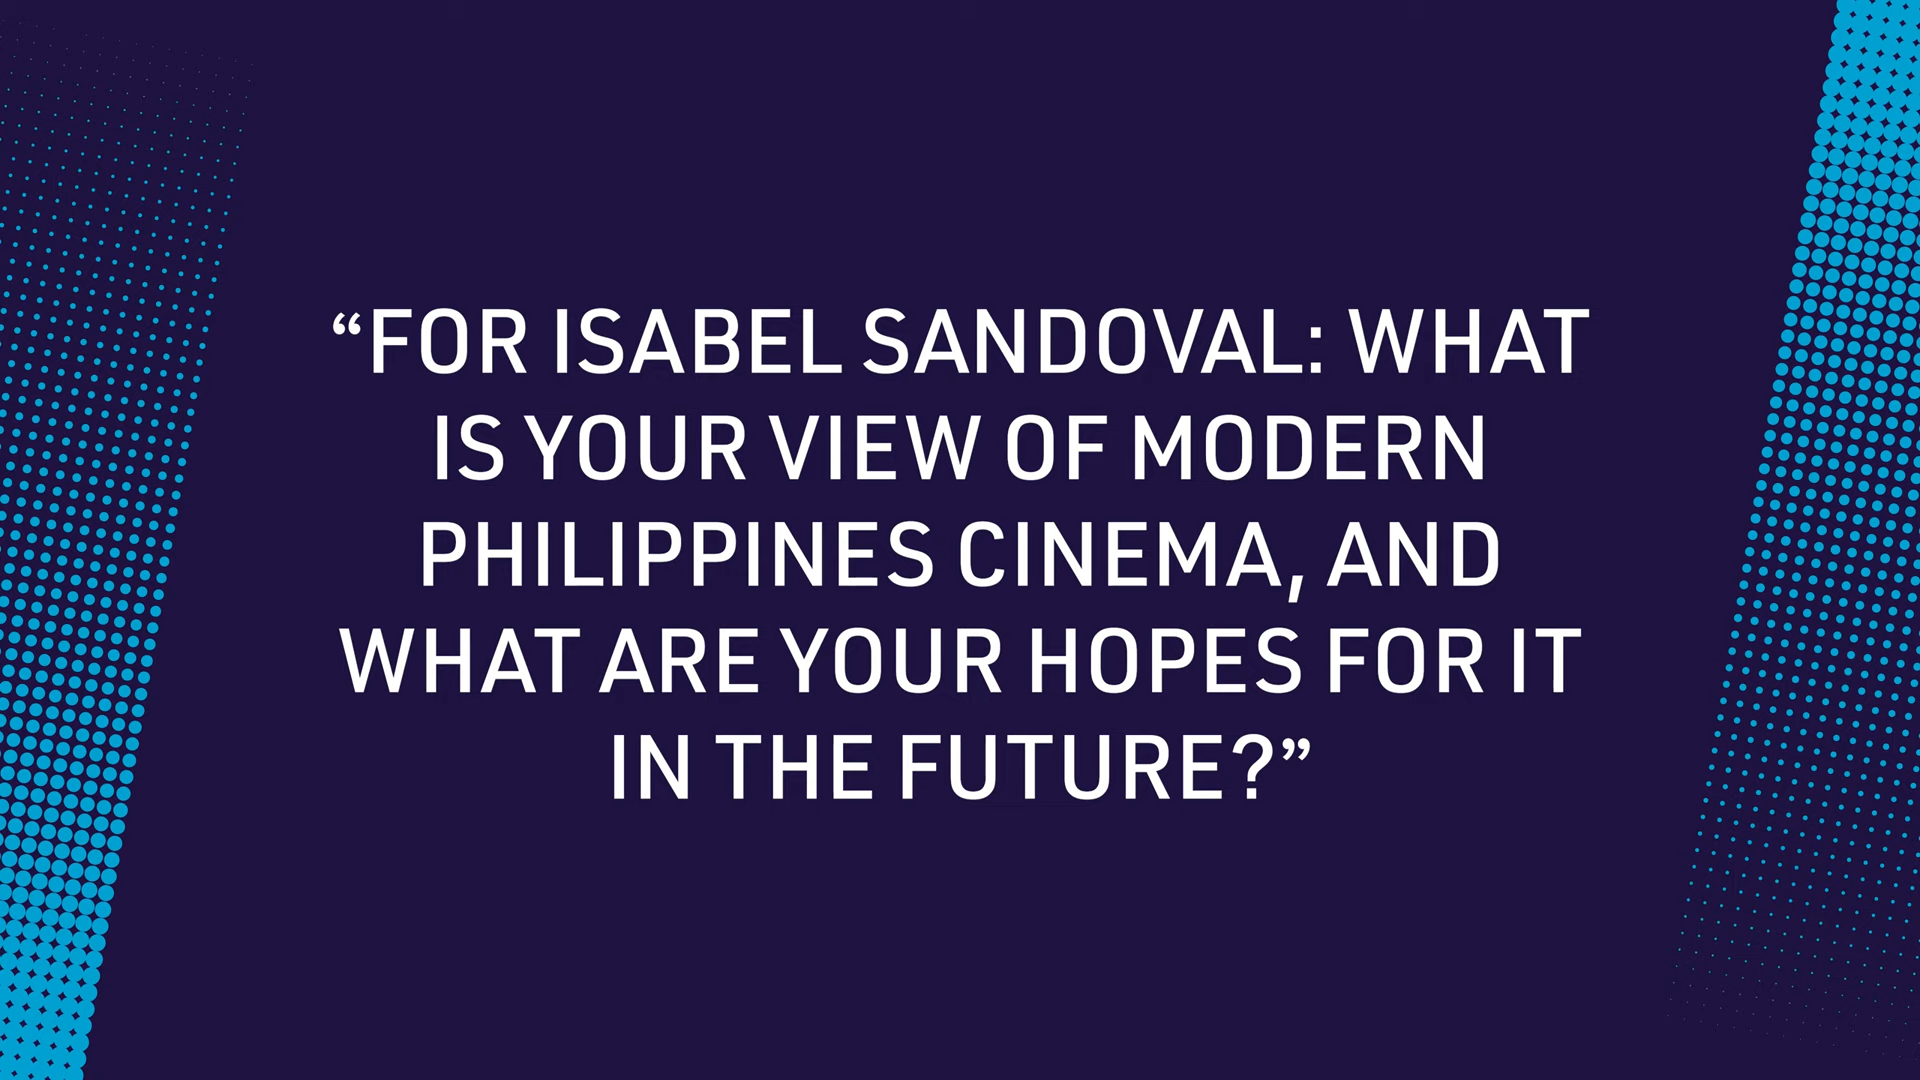 “FOR ISABEL SANDOVAL: WHAT
IS YOUR VIEW OF MODERN
PHILIPPINES CINEMA, AND
WHAT ARE YOUR HOPES FOR IT
IN THE FUTURE?”